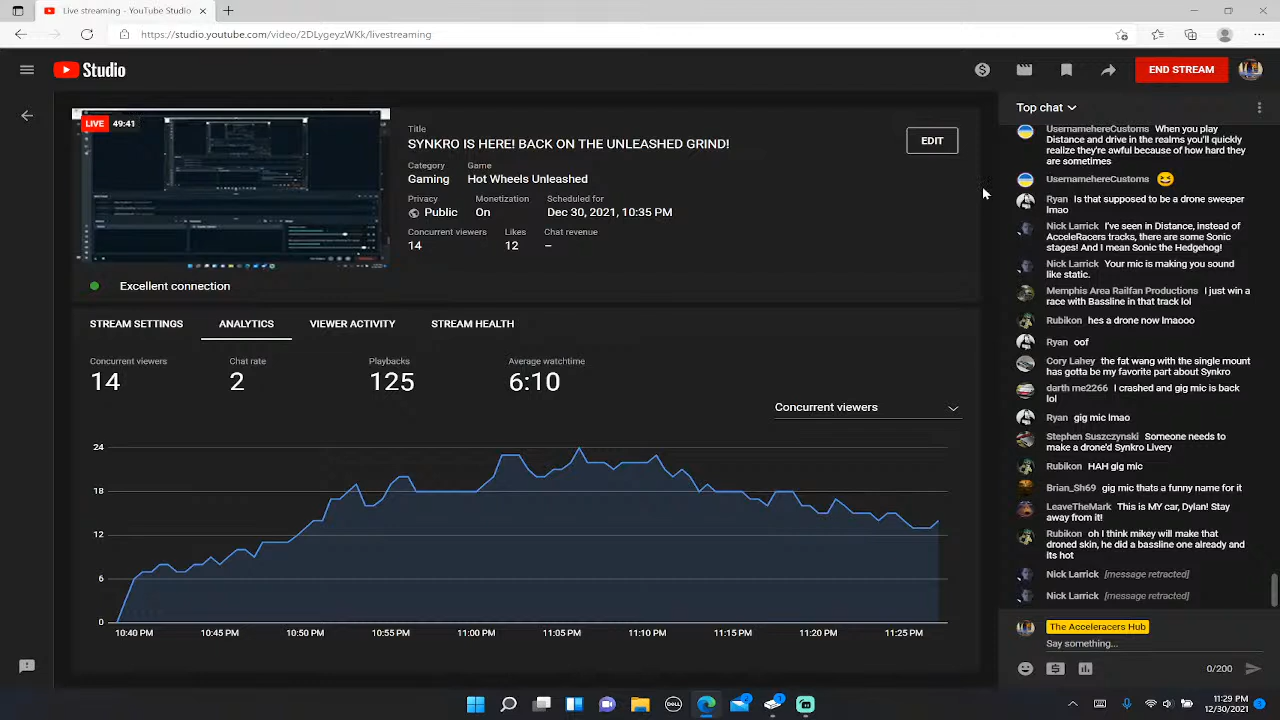 Live streaming - YouTube Studio
https://studio.youtube.com/video/2DLygeyzWKk/livestreaming
Studio
END STREAM
LIVE 49:41
Title
SYNKRO IS HERE! BACK ON THE UNLEASHED GRIND!
EDIT
Category Game
Gaming Hot Wheels Unleashed
Privacy Monetization Scheduled for
Public On Dec 30, 2021, 10:35 PM
Concurrent viewers Likes Chat revenue
14 12 –
Excellent connection
STREAM SETTINGS ANALYTICS VIEWER ACTIVITY STREAM HEALTH
Concurrent viewers Chat rate Playbacks Average watchtime
14 2 125 6:10
Concurrent viewers
24
18
12
6
0
10:40 PM 10:45 PM 10:50 PM 10:55 PM 11:00 PM 11:05 PM 11:10 PM 11:15 PM 11:20 PM 11:25 PM
Top chat
UsernamehereCustoms When you play
Distance and drive in the realms you'll quickly
realize they're awful because of how hard they
are sometimes
UsernamehereCustoms 😆
Ryan Is that supposed to be a drone sweeper
lmao
Nick Larrick I've seen in Distance, instead of
AcceleRacers Tracks, there are some Sonic
stages! And I mean Sonic the Hedgehog
Nick Larrick Your mic is making you sound
like static.
Memphis Area Railfan Productions I just win a
race with Bassline in that track lol
Rubikon hes a drone now lmaooo
Ryan oof
Cory Lahey the fat wang with the single mount
has gotta be my favorite part about Synkro
darth me2266 I crashed and gig mic is back
lol
Ryan gig mic lmao
Stephen Suszczynski Someone needs to
make a drone'd Synkro Livery
Rubikon HAH gig mic
Brian_Sh69 gig mic thats a funny name for it
LeaveTheMark This is MY car, Dylan! Stay
away from it!
Rubikon oh I think mikey will make that
droned skin, he did a bassline one already and
its hot
Nick Larrick [message retracted]
Nick Larrick [message retracted]
The Acceleracers Hub
Say something...
0/200
DELL
11:29 PM
12/30/2021